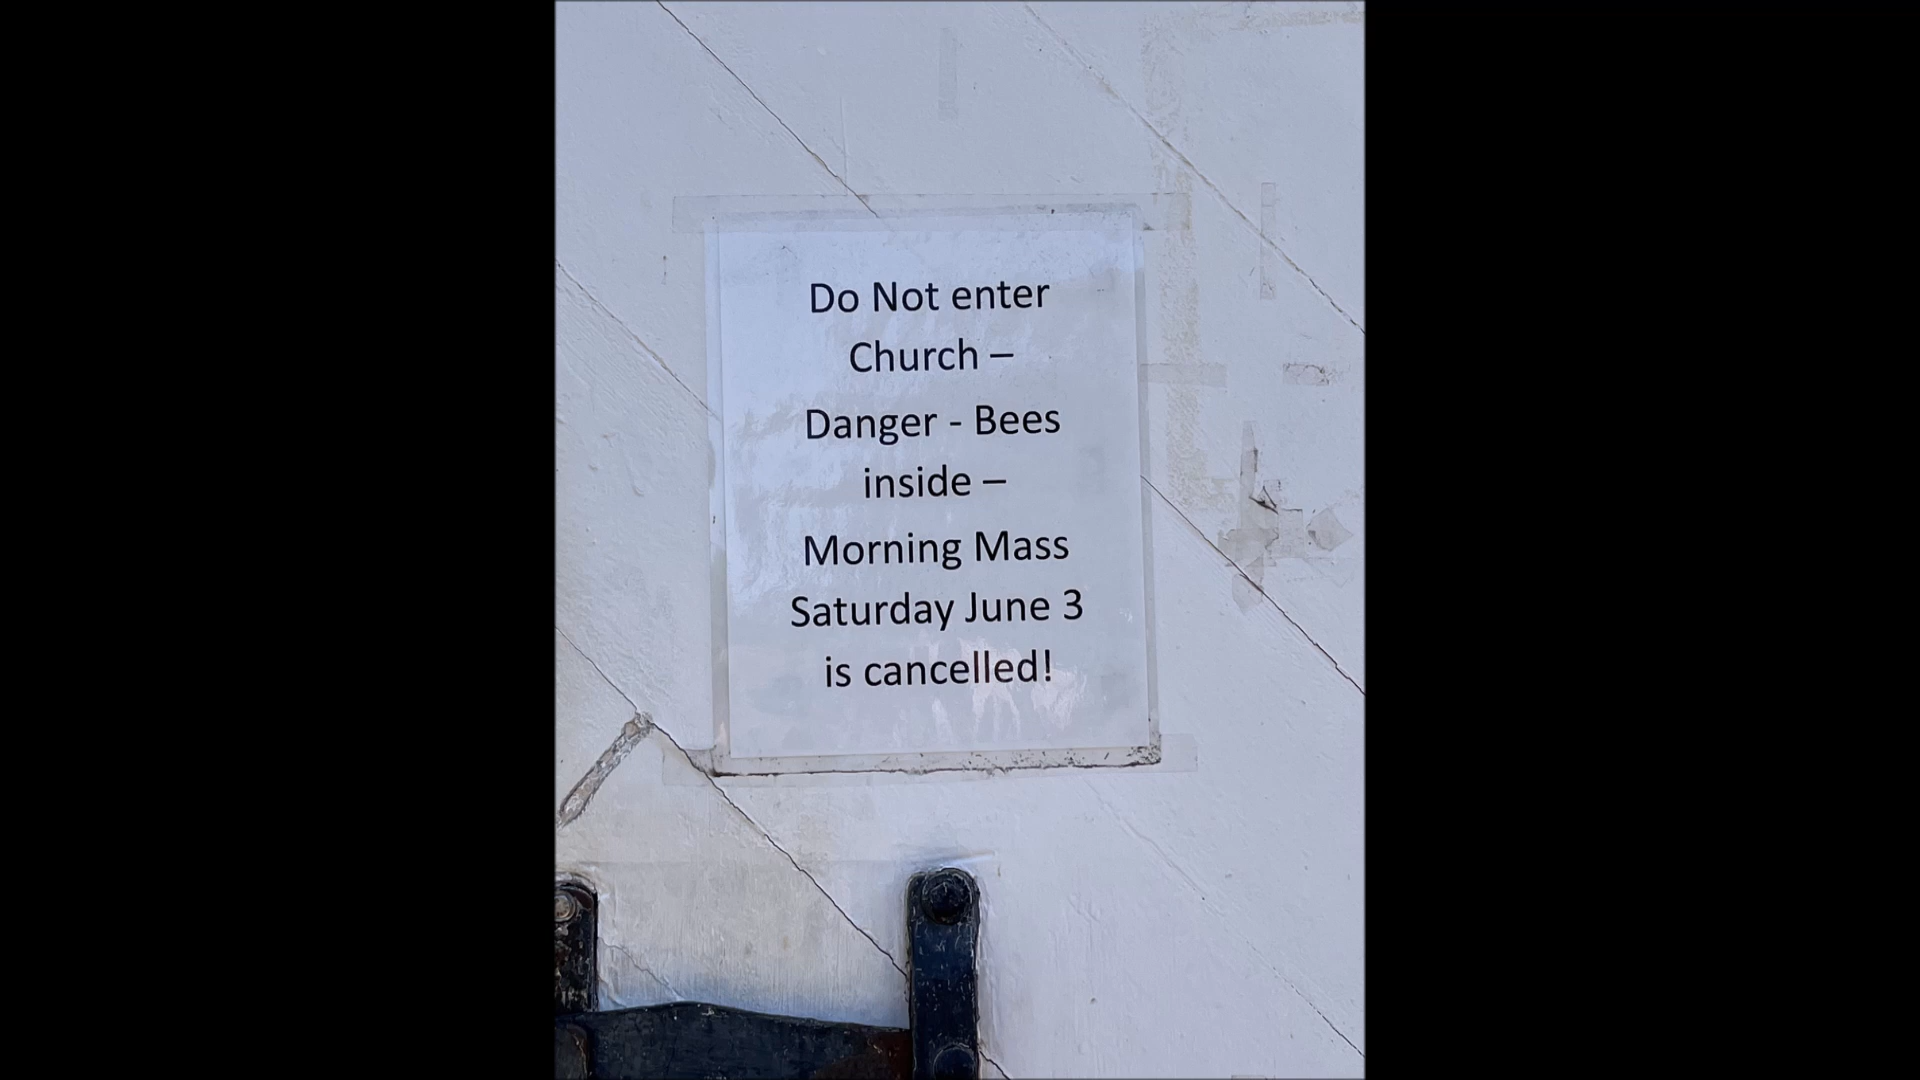 Do Not enter
Church –
Danger - Bees
inside –
Morning Mass
Saturday June 3
is cancelled!